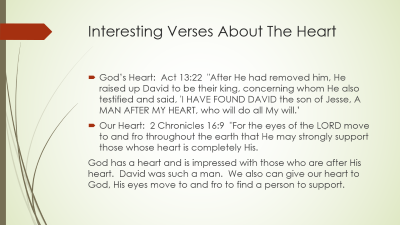 Interesting Verses About The Heart
God's Heart: Act 13:22 "After He had removed him, He
raised up David to be their king, concerning whom He also
testified and said, 'I HAVE FOUND DAVID the son of Jesse, A
MAN AFTER MY HEART, who will do all My will.'
Our Heart: 2 Chronicles 16:9 "For the eyes of the LORD move
to and fro throughout the earth that He may strongly support
those whose heart is completely His.
God has a heart and is impressed with those who are after His
heart. David was such a man. We also can give our heart to
God, His eyes move to and fro to find a person to support.